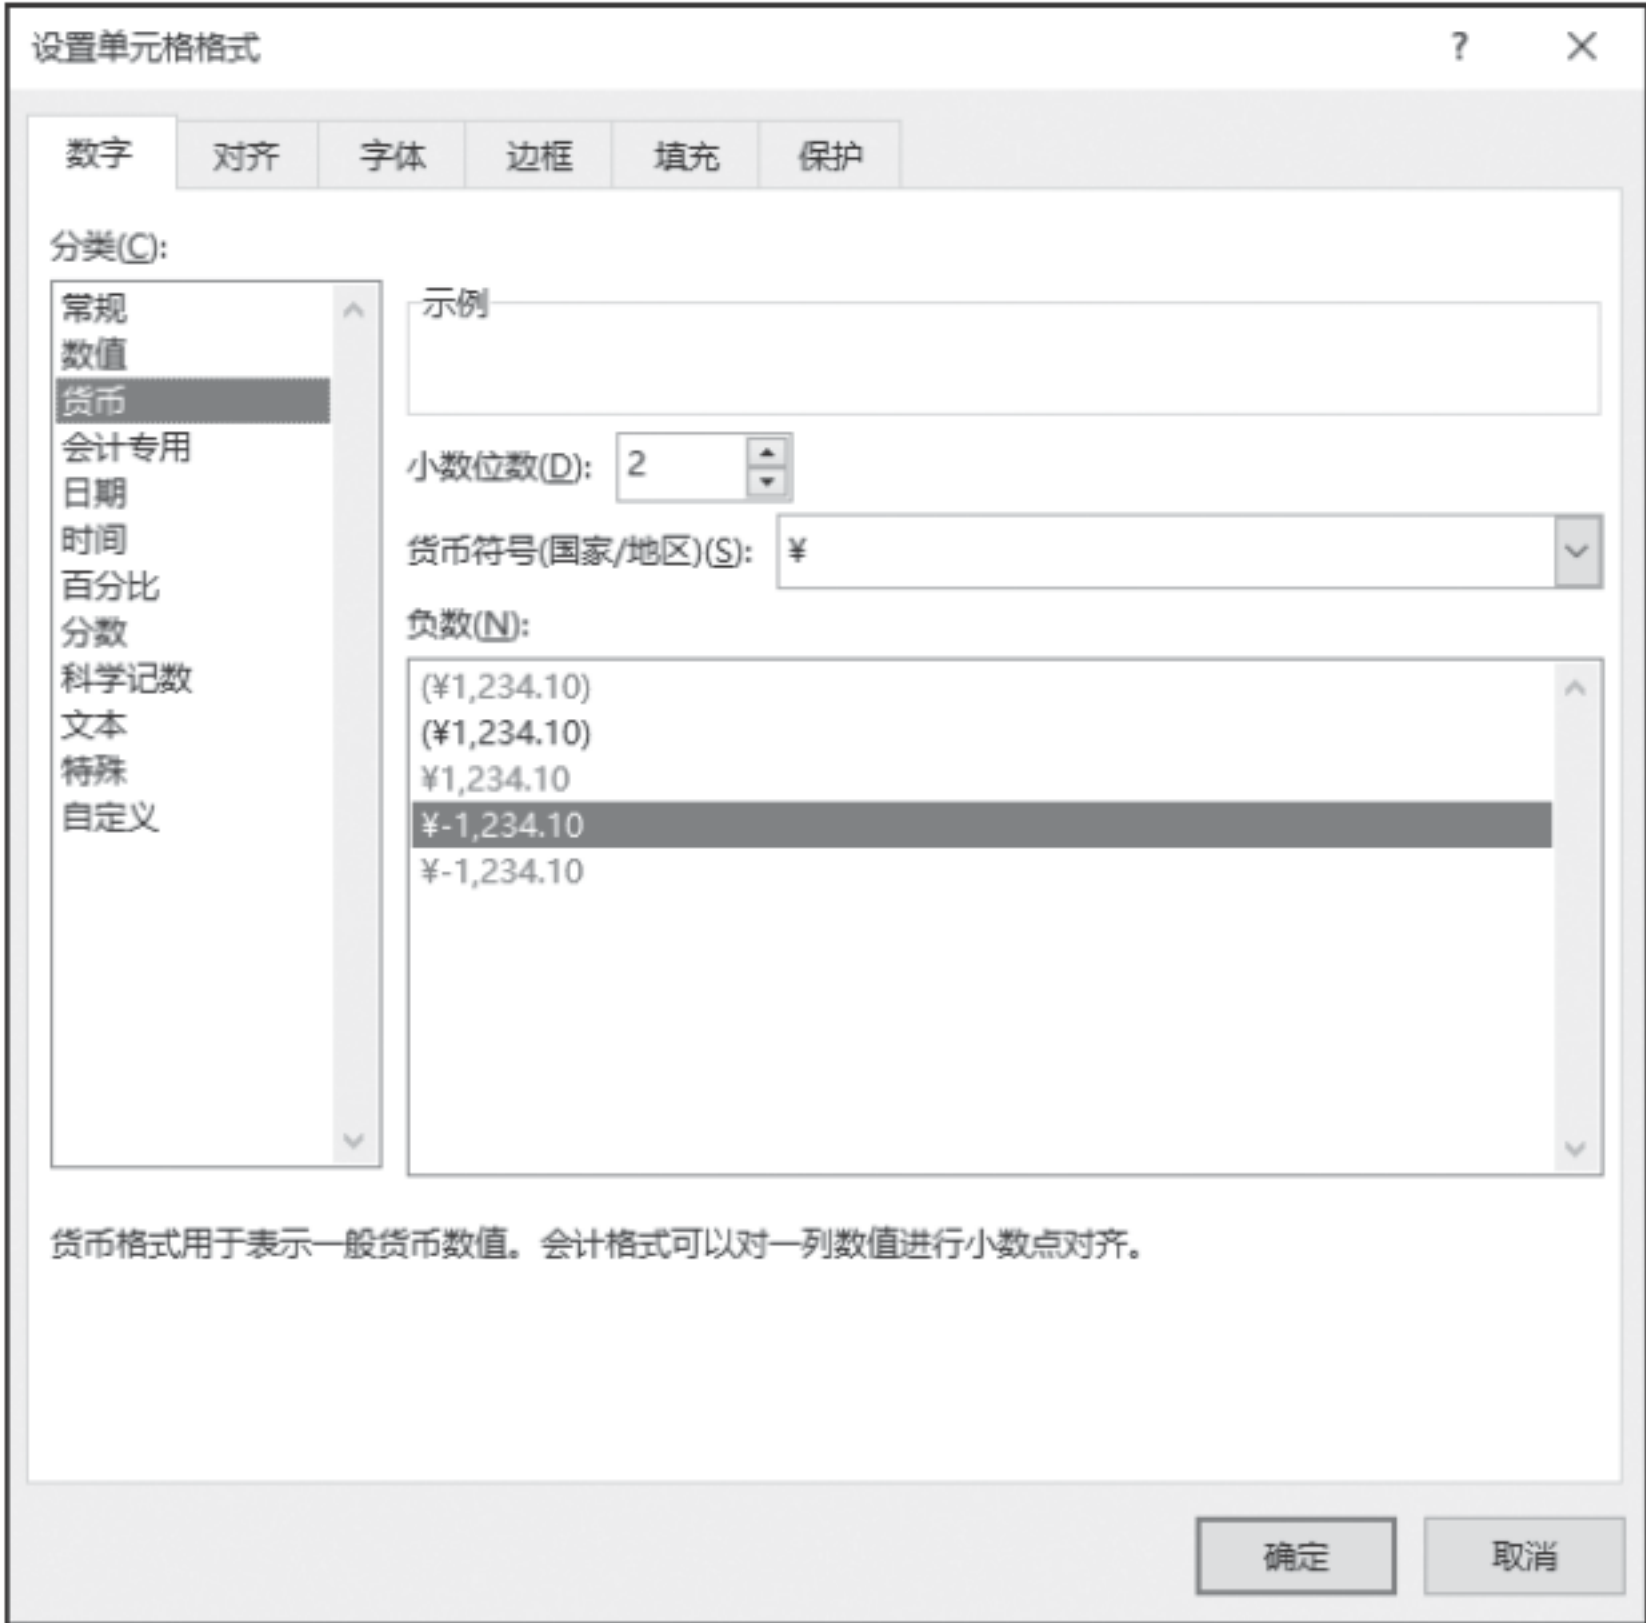 设置单元格格式 ?
数字 对齐 字体 边框 填充 保护
分类(C):
常规
数值
货币
会计专用
日期
时间
百分比
分数
科学记数
文本
特殊
自定义
示例
小数位数(D): 2
货币符号(国家/地区)(S): ¥
负数(N):
(¥1,234.10)
(¥1,234.10)
¥1,234.10
¥-1,234.10
¥-1,234.10
货币格式用于表示一般货币数值。会计格式可以对一列数值进行小数点对齐。
确定 取消